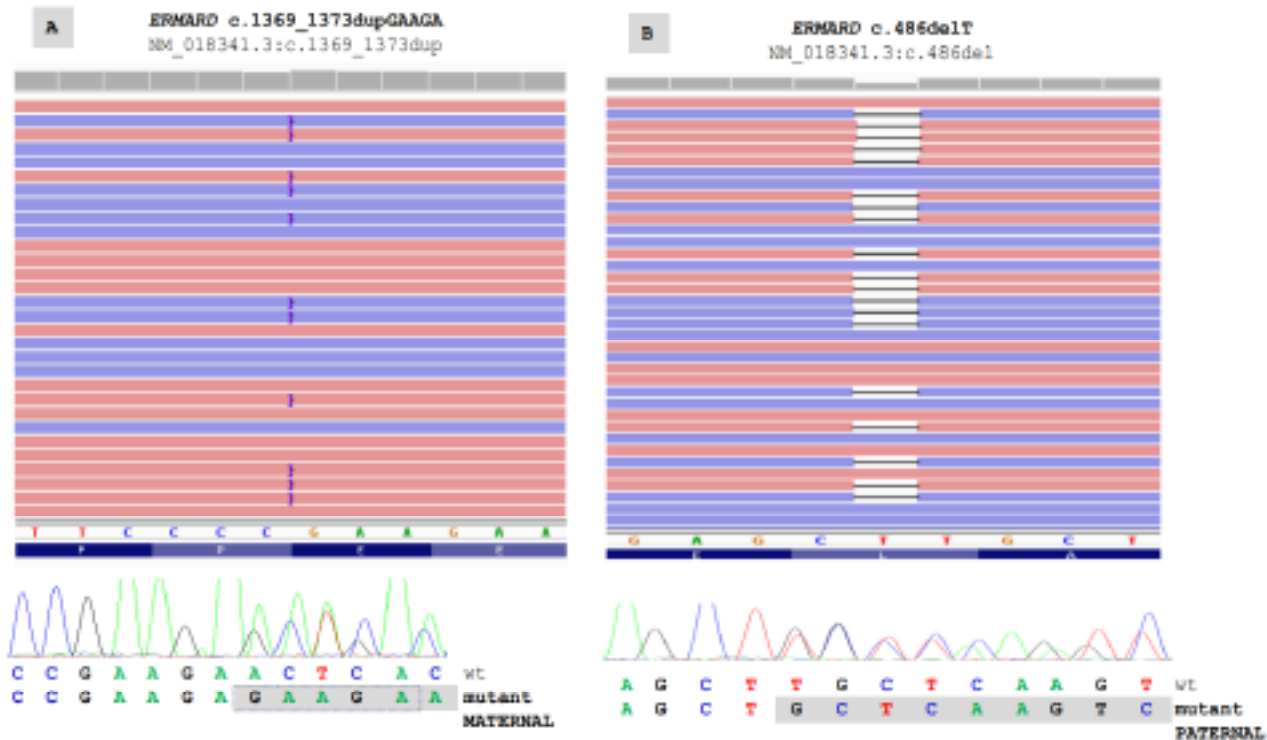 A
ERMARD c.1369_1373dupGAAGA
NM_018341.3:c.1369_1373dup
T T C C C C G A A G A A
F P E E
C C G A A G A A C T C A C wt
C C G A A G A G A A G A A mutant
MATERNAL
B
ERMARD c.486delT
NM_018341.3:c.486del
G A G C T T G C T
E L A
A G C T T G C T C A A G T wt
A G C T G C T C A A G T C mutant
PATERNAL